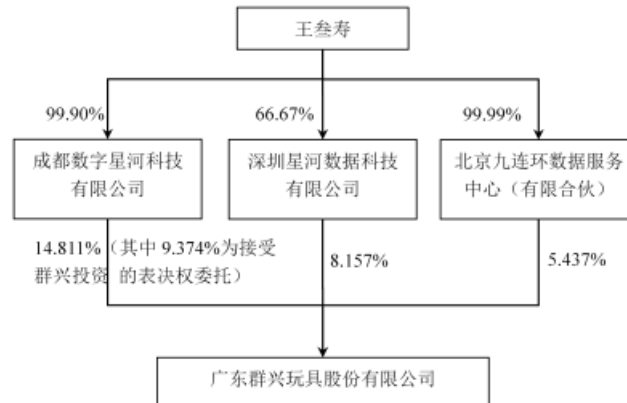 王叁寿
99.90%
66.67%
99.99%
成都数字星河科技
有限公司
深圳星河数据科技
有限公司
北京九连环数据服务
中心（有限合伙）
14.811%（其中 9.374%为接受
群兴投资 的表决权委托）
8.157%
5.437%
广东群兴玩具股份有限公司